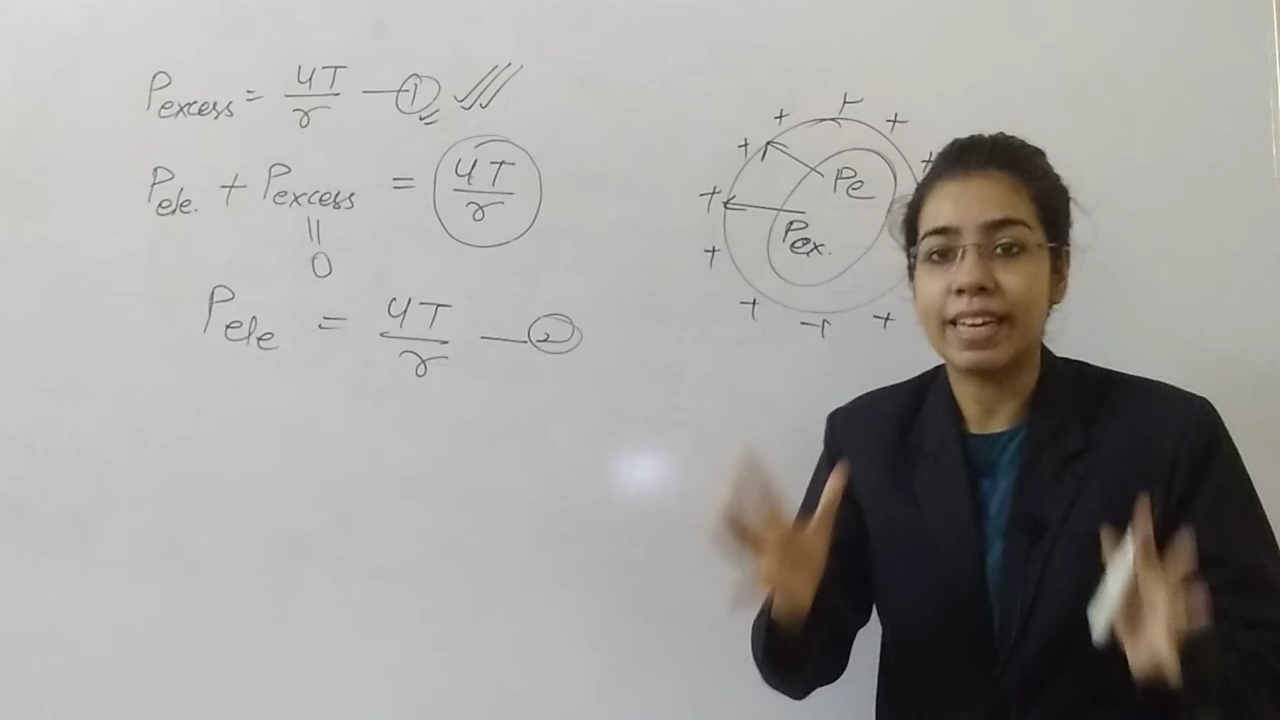 Pexcess = 4T/r — ①
Pele. + Pexcess = 4T/r
=
0
Pele = 4T/r — ②
+ + + + + + + + + + +
Pe
Pex.